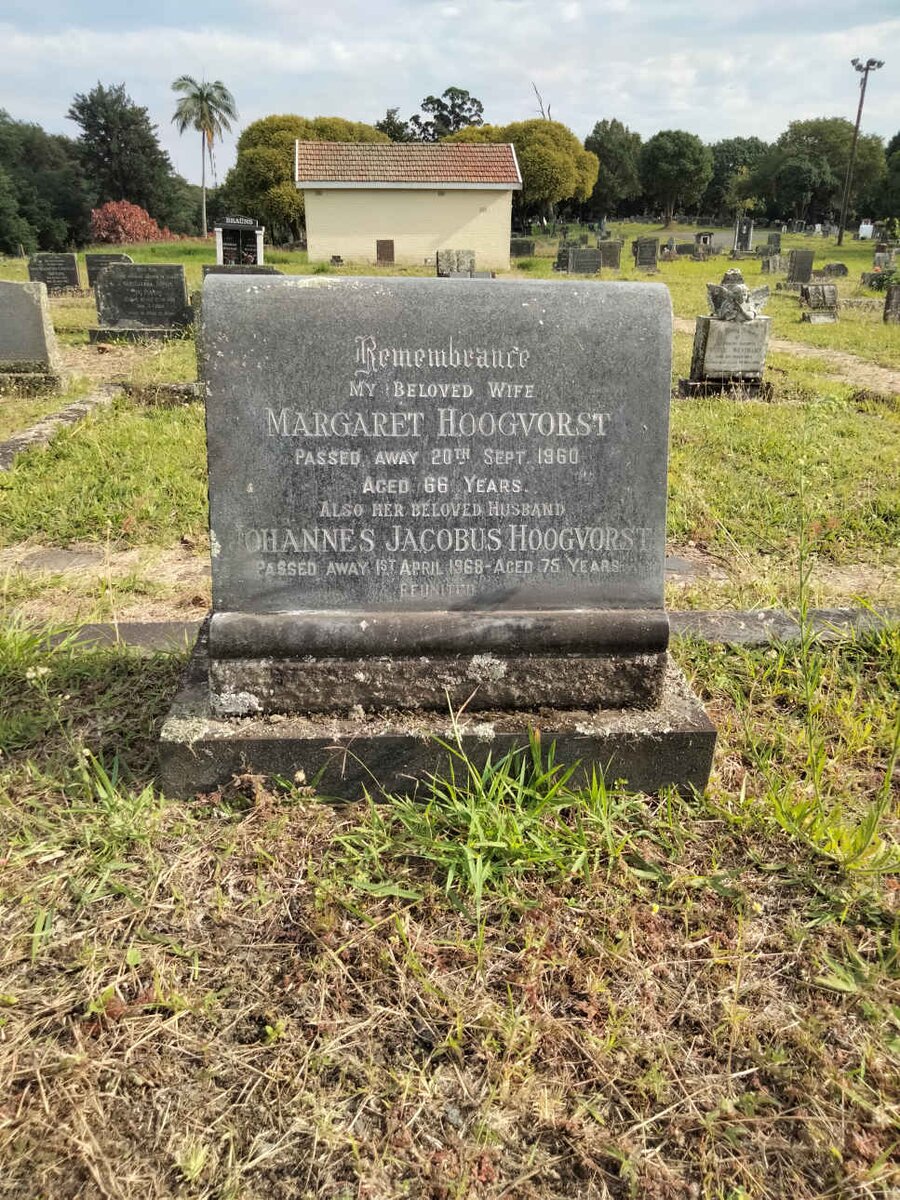 BRAÜNS
Remembrance
MY BELOVED WIFE
MARGARET HOOGVORST
PASSED AWAY 20TH SEPT. 1960
AGED 66 YEARS.
ALSO HER BELOVED HUSBAND
JOHANNES JACOBUS HOOGVORST
PASSED AWAY 1ST APRIL 1968-AGED 75 YEARS
REUNITED